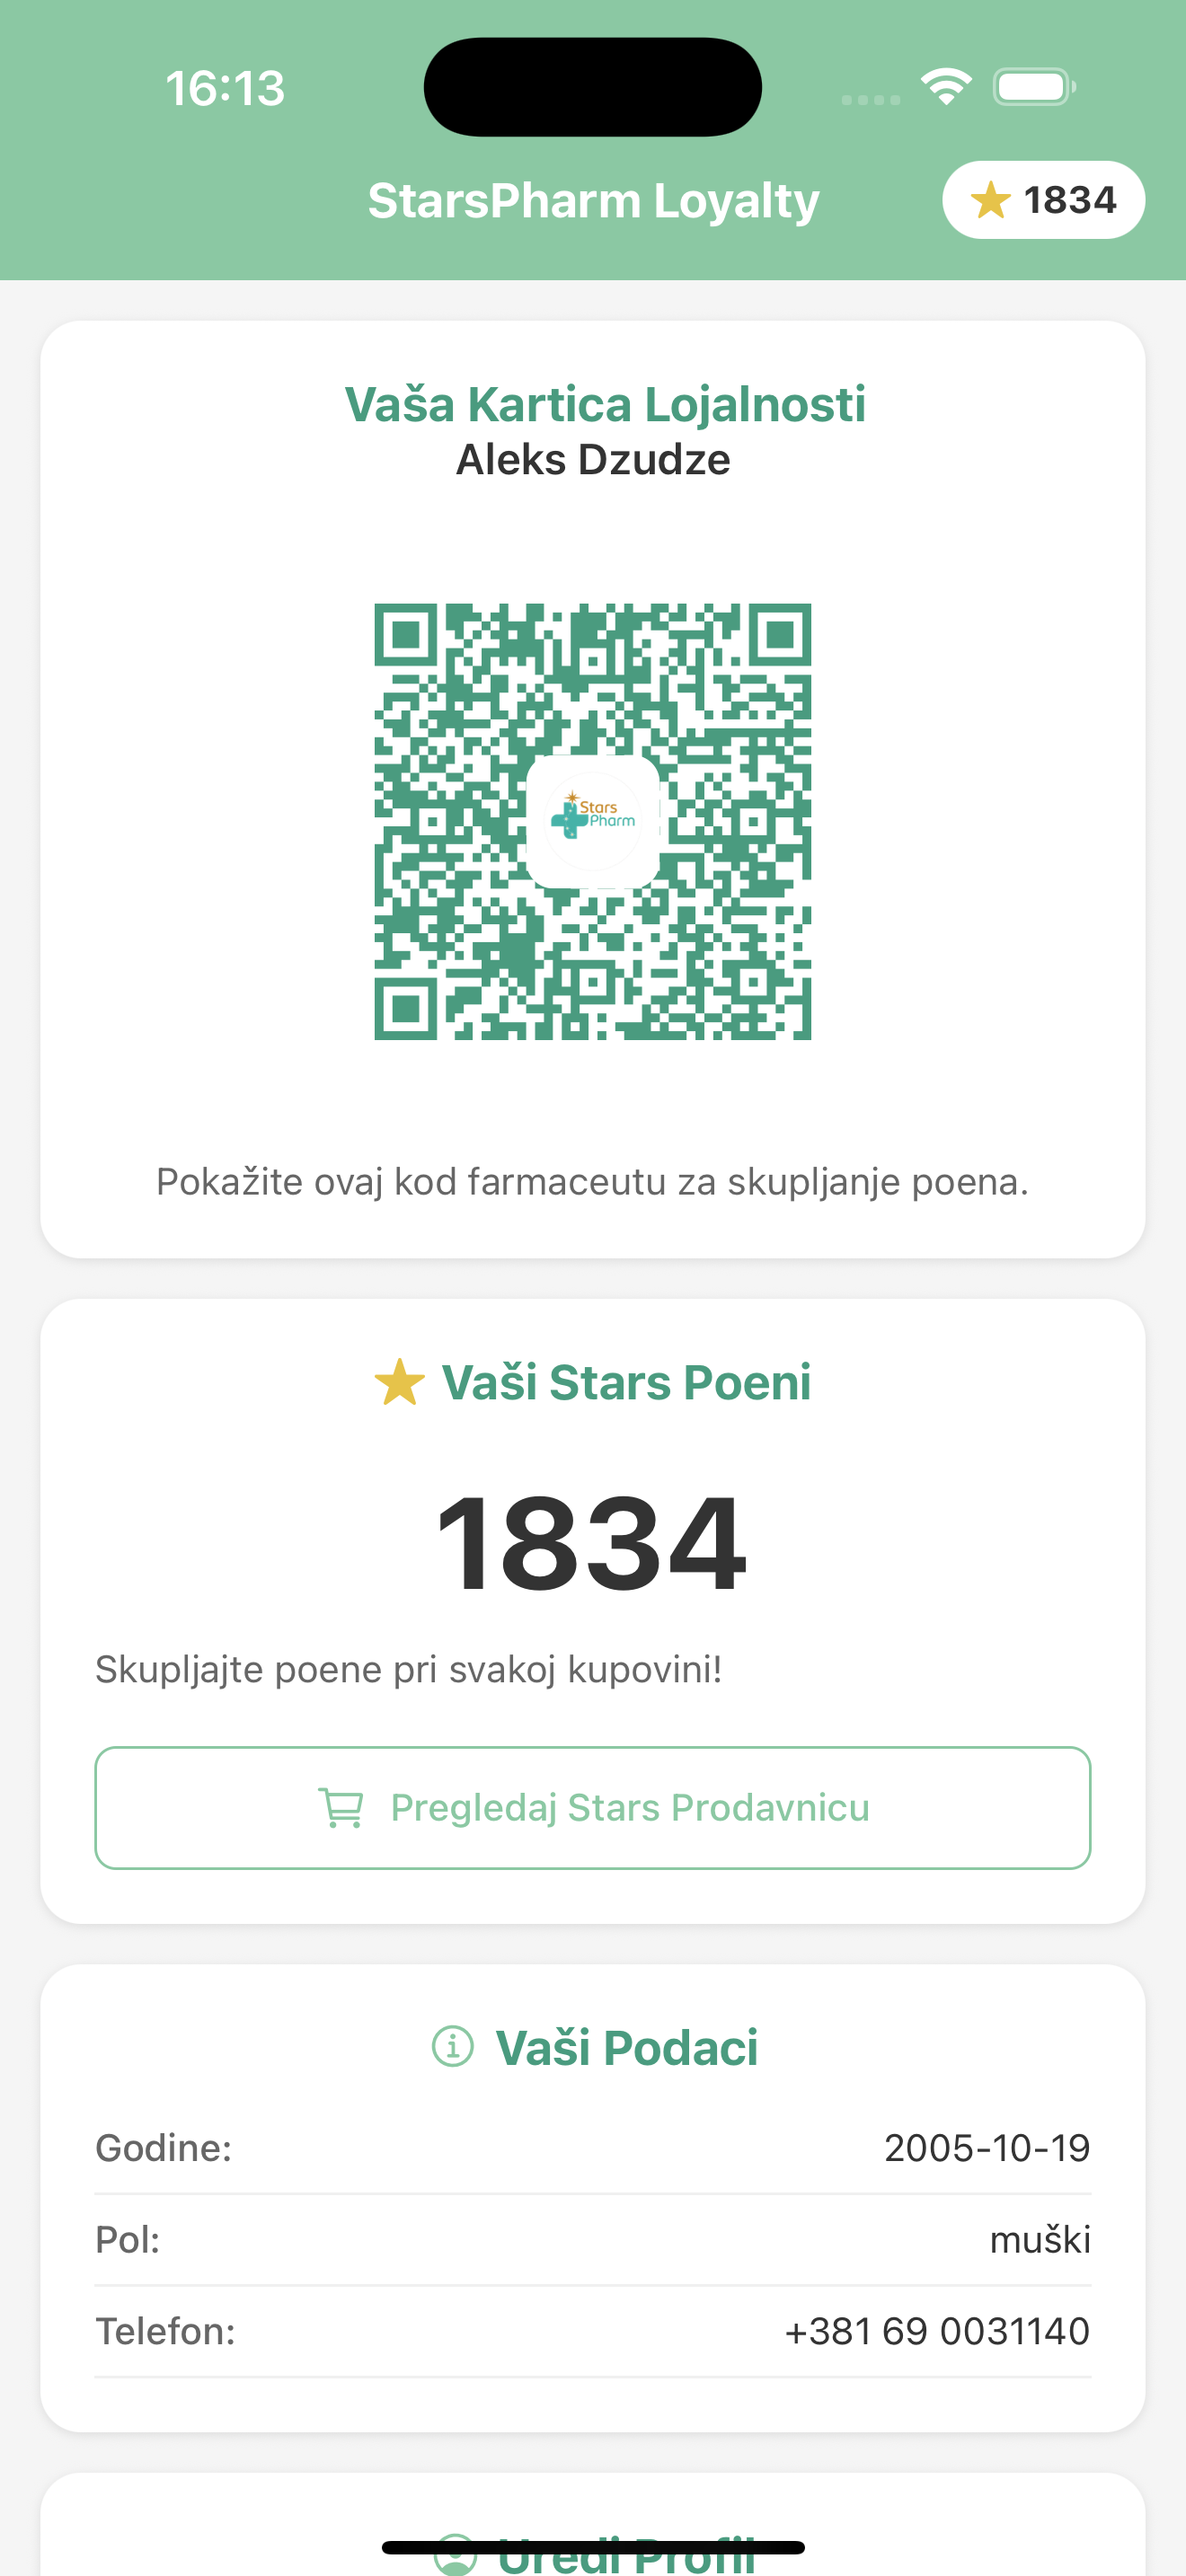 16:13
StarsPharm Loyalty
1834
Vaša Kartica Lojalnosti
Aleks Dzudze
Stars
Pharm
Pokažite ovaj kod farmaceutu za skupljanje poena.
Vaši Stars Poeni
1834
Skupljajte poene pri svakoj kupovini!
Pregledaj Stars Prodavnicu
Vaši Podaci
Godine: 2005-10-19
Pol: muški
Telefon: +381 69 0031140
Uredi Profil